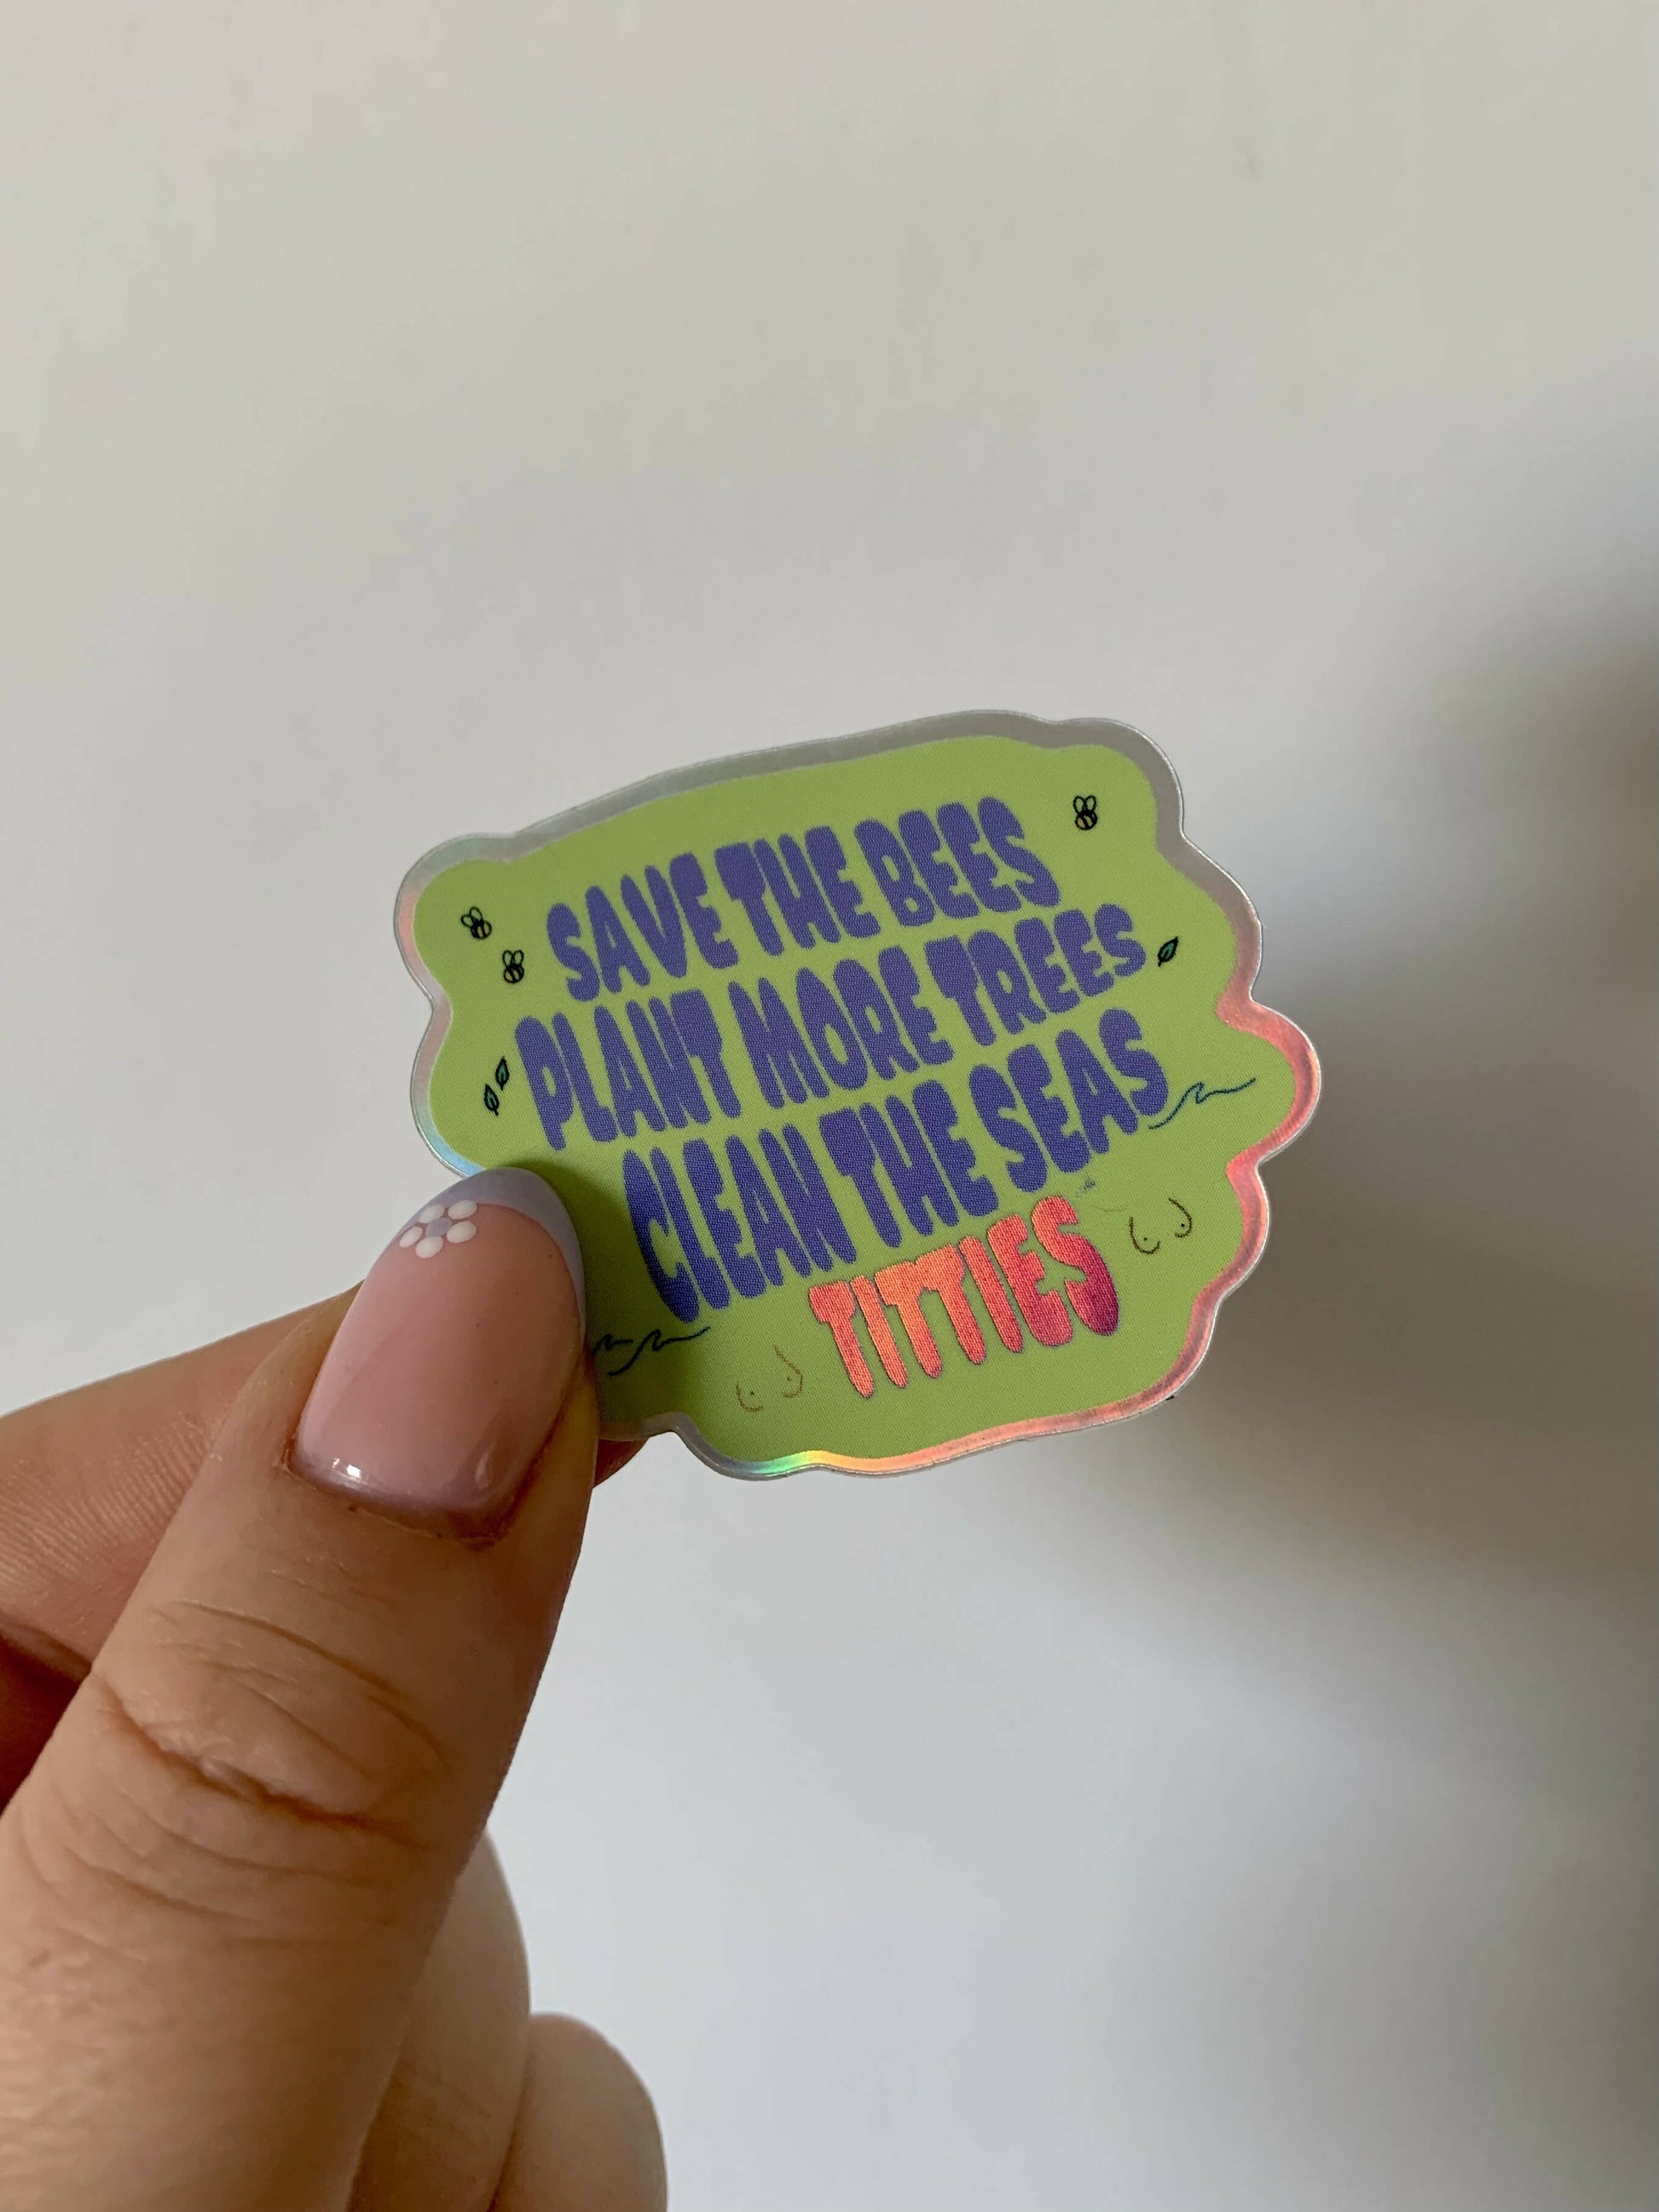 SAVE THE BEES
PLANT MORE TREES
CLEAN THE SEAS
TITTIES